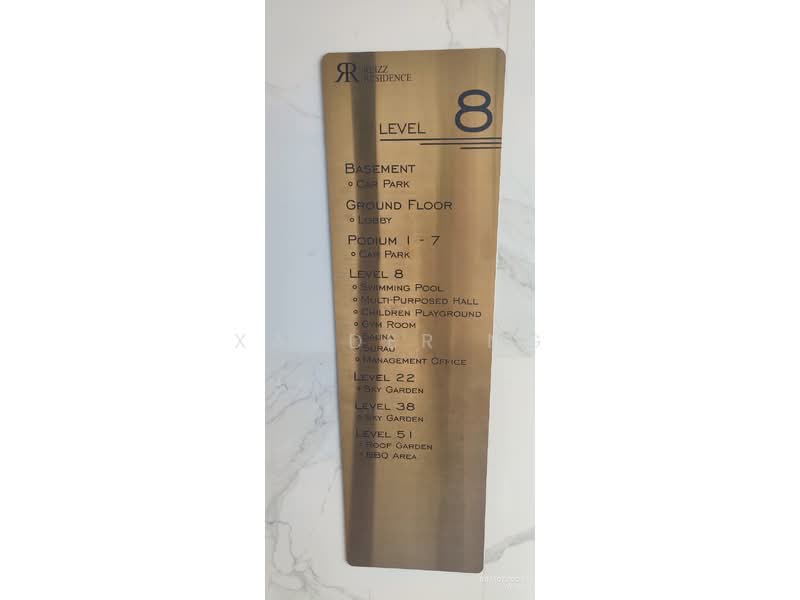 RR REIZZ
RESIDENCE
LEVEL 8
BASEMENT
CAR PARK
GROUND FLOOR
LOBBY
PODIUM 1 - 7
CAR PARK
LEVEL 8
SWIMMING POOL
MULTI-PURPOSED HALL
CHILDREN PLAYGROUND
GYM ROOM
SAUNA
SURAU
MANAGEMENT OFFICE
LEVEL 22
SKY GARDEN
LEVEL 38
SKY GARDEN
LEVEL 51
ROOF GARDEN
BBQ AREA